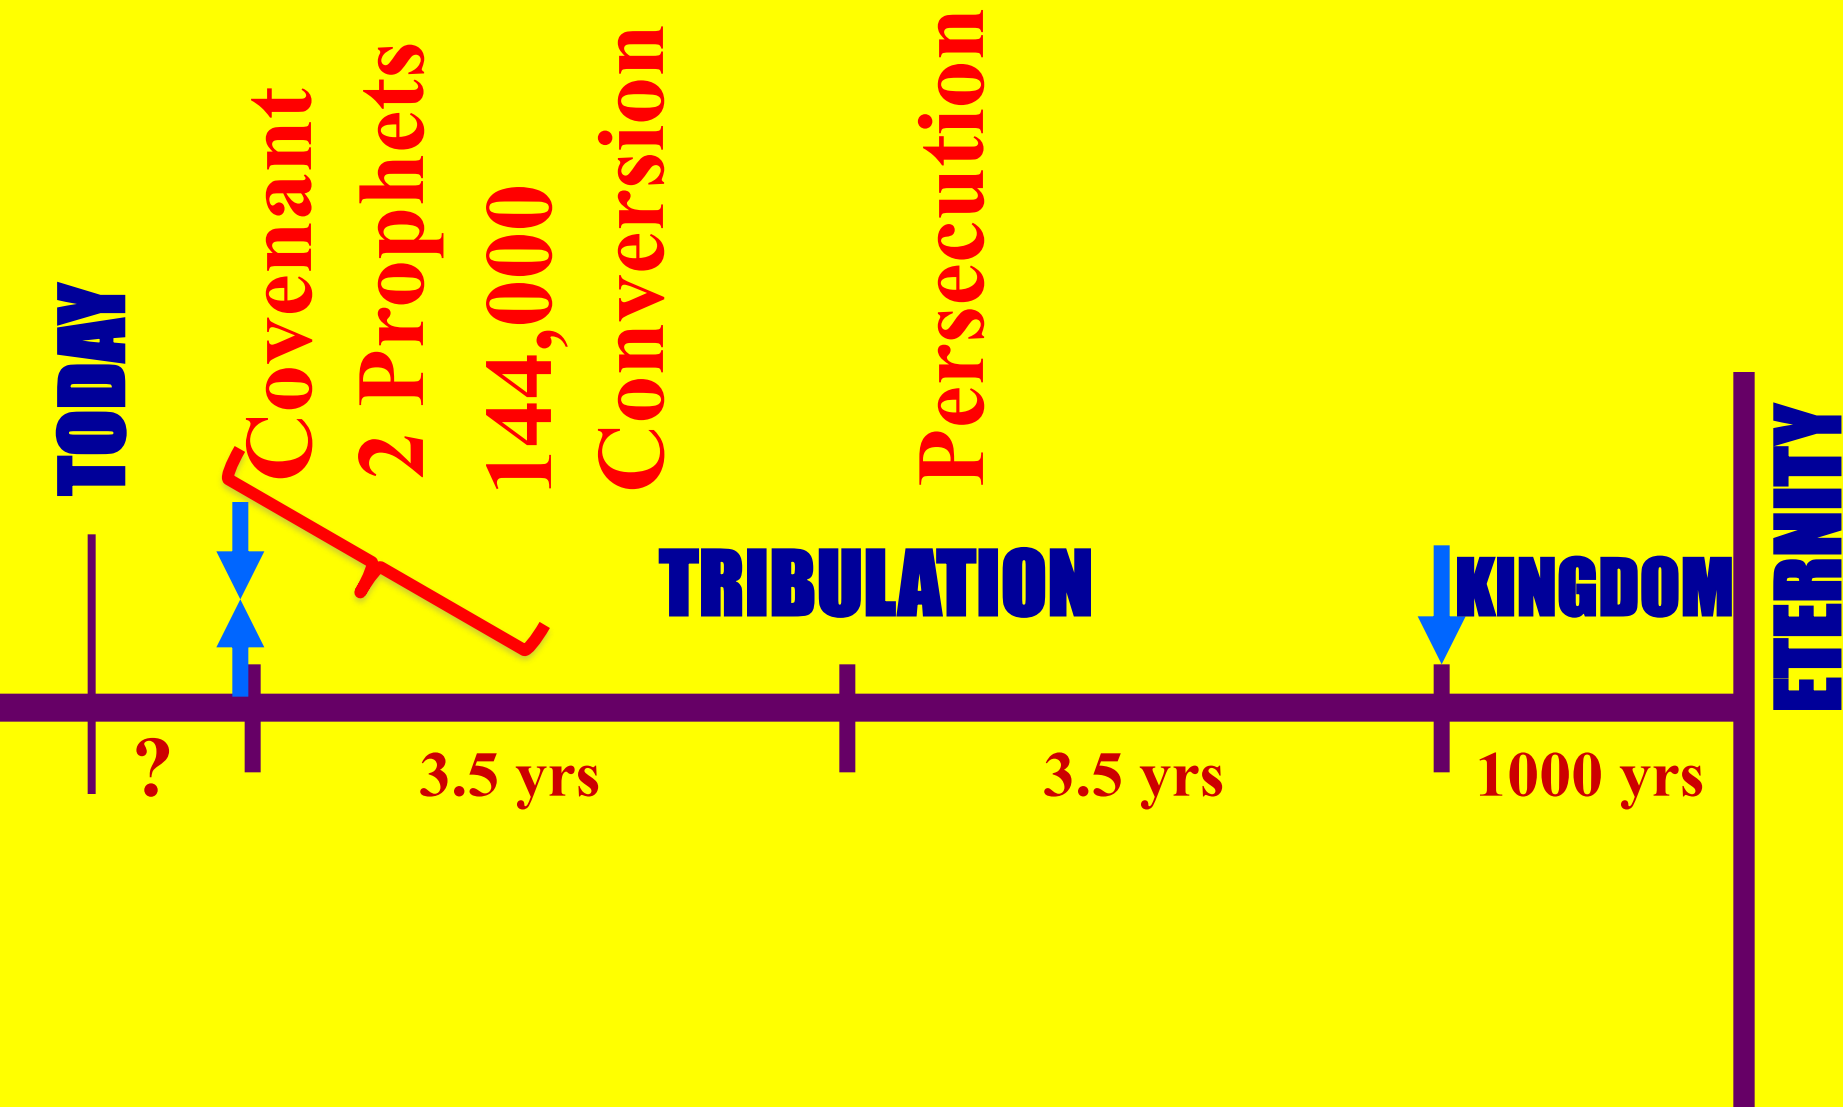 TODAY
Covenant
2 Prophets
144,000
Conversion
Persecution
TRIBULATION
KINGDOM
ETERNITY
?
3.5 yrs
3.5 yrs
1000 yrs